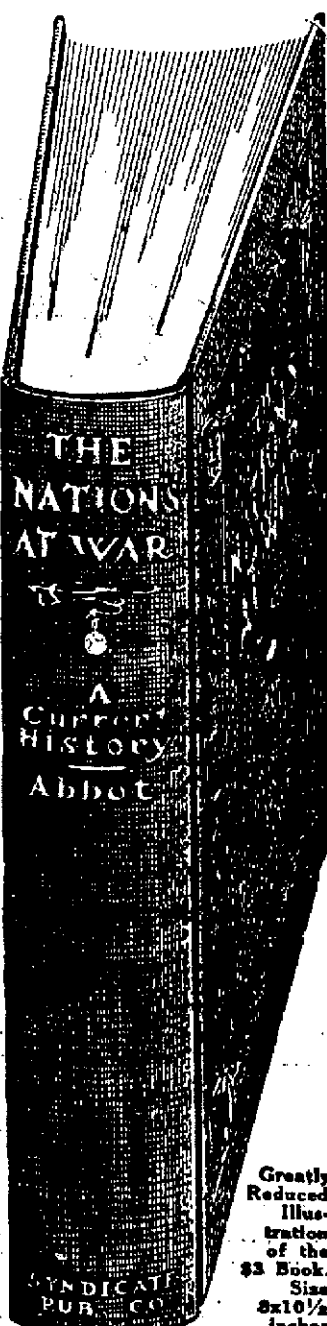 THE
NATIONS
AT WAR
A
Current
History
Abbot
SYNDICATE
PUB. CO
Greatly
Reduced
Illus-
tration
of the
$3 Book.
Size
8x10½
inches